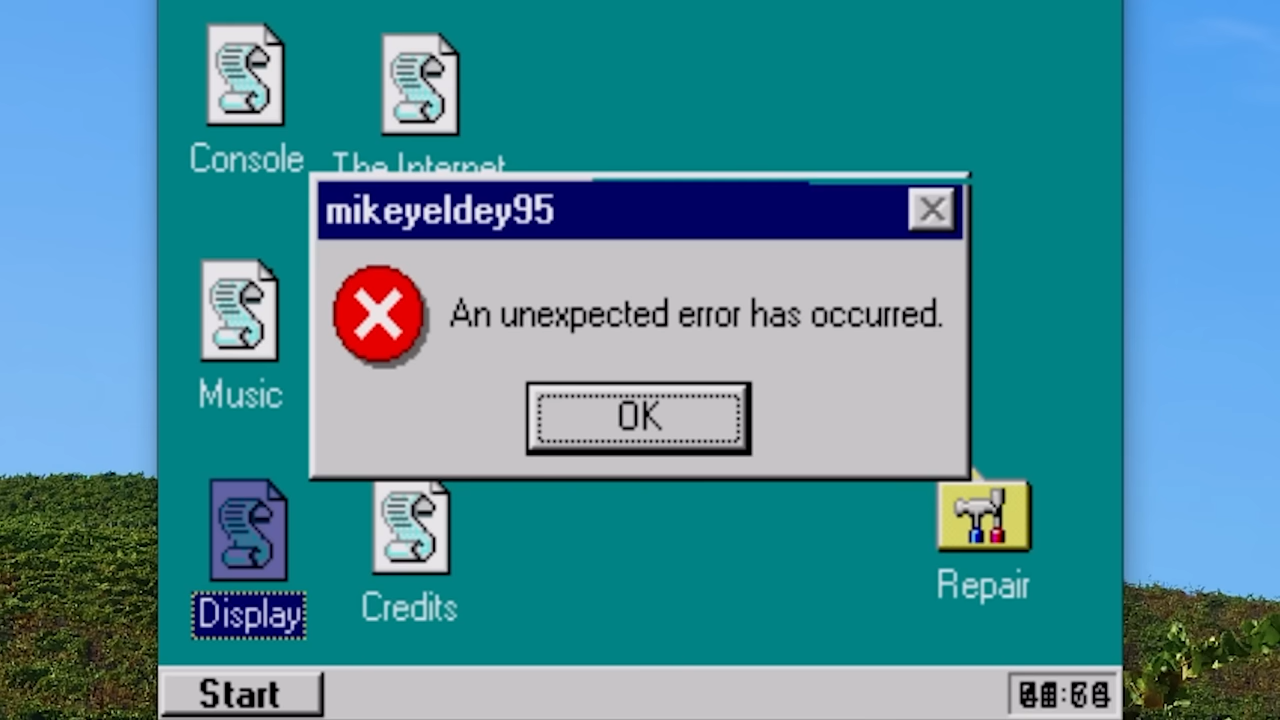 Console
The Internet
mikeyeldey95
An unexpected error has occurred.
OK
Music
Display
Credits
Repair
Start